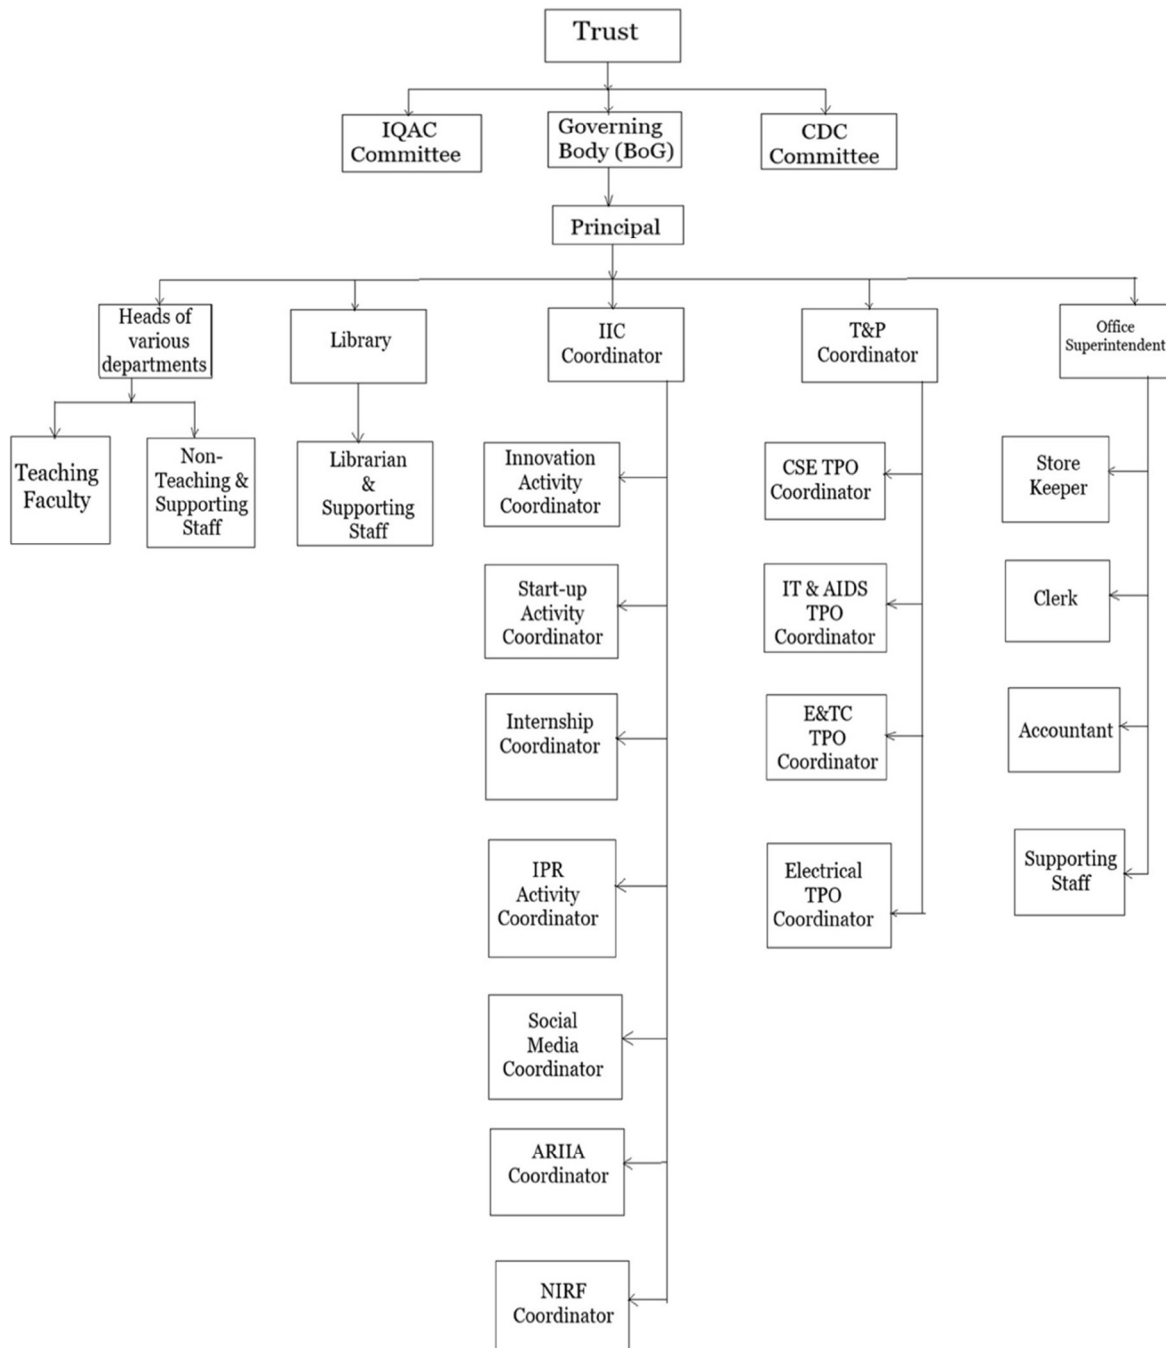 Trust
IQAC
Committee
Governing
Body (BoG)
CDC
Committee
Principal
Heads of
various
departments
Library
IIC
Coordinator
T&P
Coordinator
Office
Superintendent
Teaching
Faculty
Non-
Teaching &
Supporting
Staff
Librarian
&
Supporting
Staff
Innovation
Activity
Coordinator
Start-up
Activity
Coordinator
Internship
Coordinator
IPR
Activity
Coordinator
Social
Media
Coordinator
ARIIA
Coordinator
NIRF
Coordinator
CSE TPO
Coordinator
IT & AIDS
TPO
Coordinator
E&TC
TPO
Coordinator
Electrical
TPO
Coordinator
Store
Keeper
Clerk
Accountant
Supporting
Staff